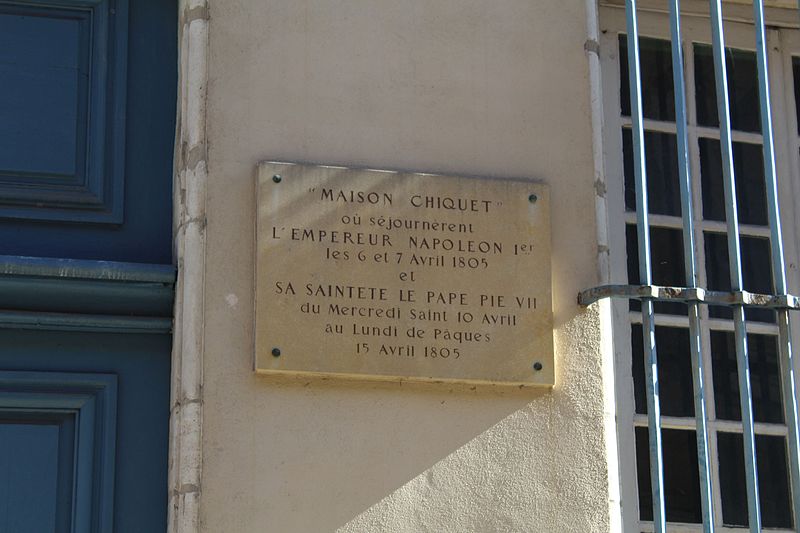 "MAISON CHIQUET"
où séjournèrent
L'EMPEREUR NAPOLEON 1er
les 6 et 7 Avril 1805
et
SA SAINTETE LE PAPE PIE VII
du Mercredi Saint 10 Avril
au Lundi de Pâques
15 Avril 1805